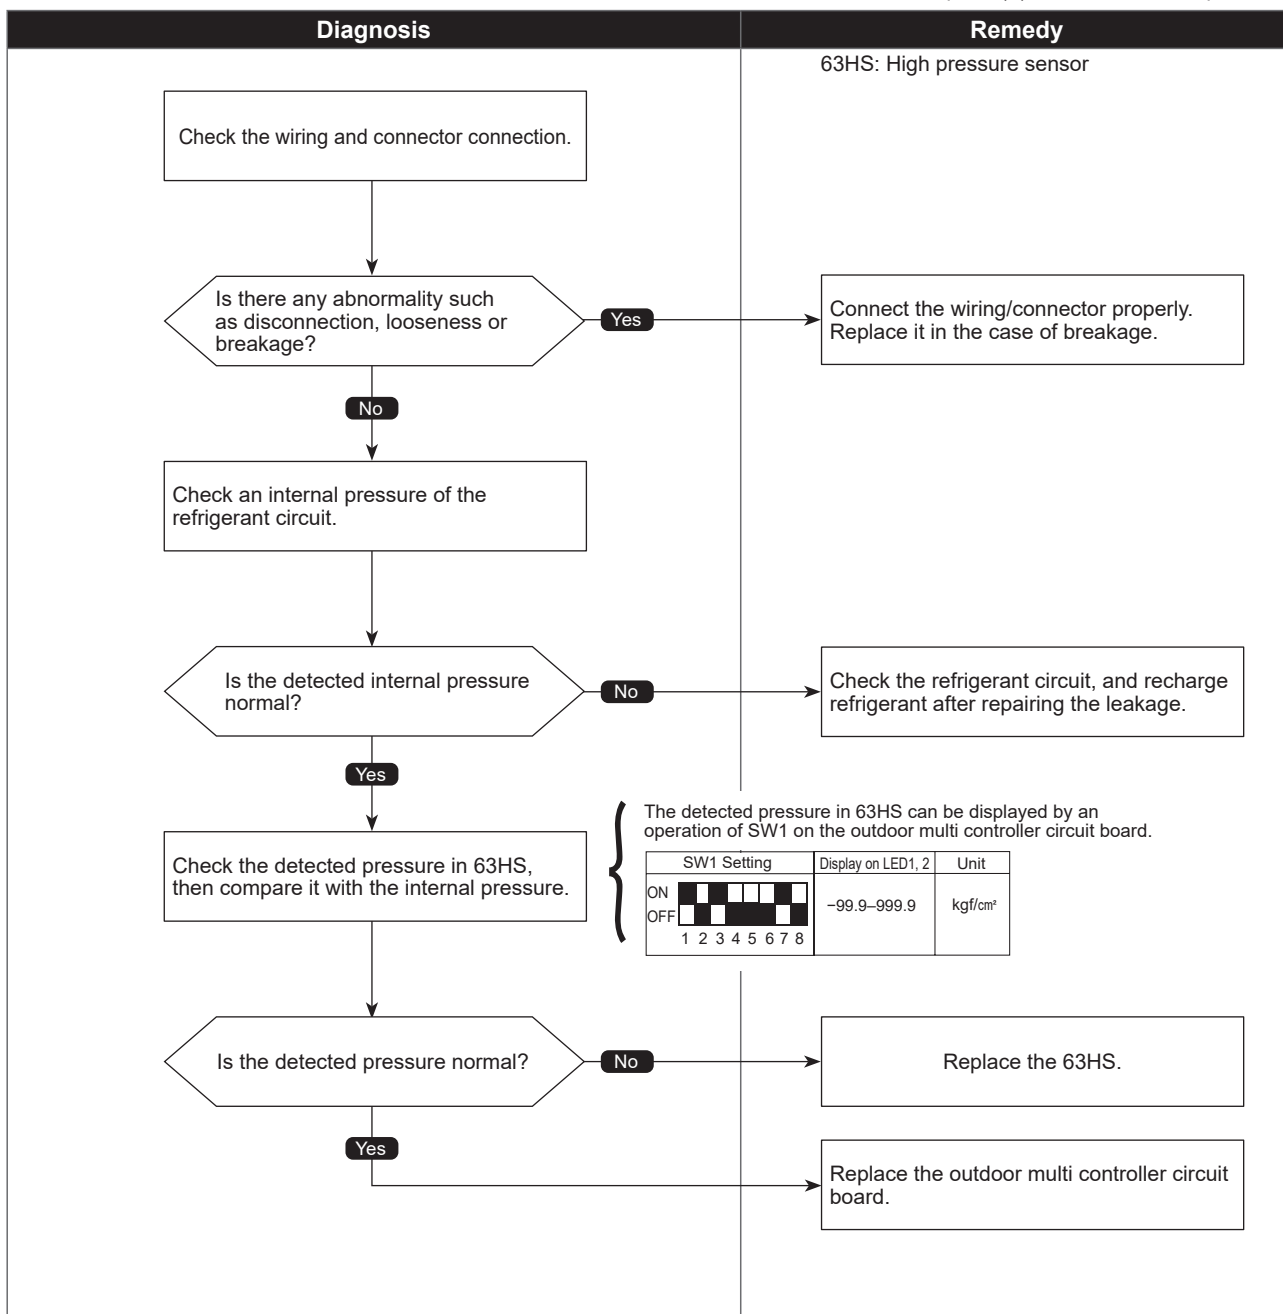 Diagnosis
Remedy
63HS: High pressure sensor
Check the wiring and connector connection.
Is there any abnormality such
as disconnection, looseness or
breakage?
Yes
Connect the wiring/connector properly.
Replace it in the case of breakage.
No
Check an internal pressure of the
refrigerant circuit.
Is the detected internal pressure
normal?
No
Check the refrigerant circuit, and recharge
refrigerant after repairing the leakage.
Yes
The detected pressure in 63HS can be displayed by an
operation of SW1 on the outdoor multi controller circuit board.
Check the detected pressure in 63HS,
then compare it with the internal pressure.
SW1 Setting
Display on LED1, 2
Unit
ON
OFF
1 2 3 4 5 6 7 8
−99.9–999.9
kgf/cm²
Is the detected pressure normal?
No
Replace the 63HS.
Yes
Replace the outdoor multi controller circuit
board.